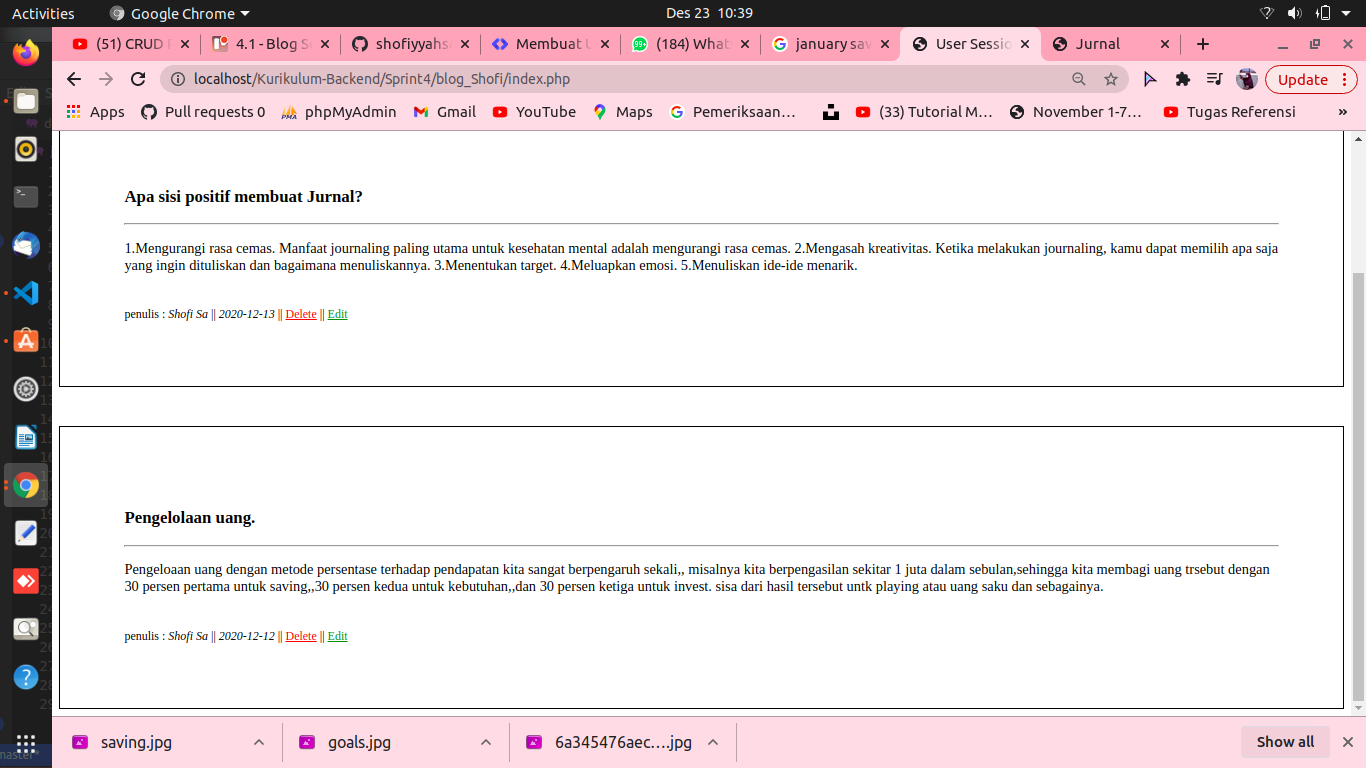 Activities Google Chrome Des 23 10:39
(51) CRUD 4.1 - Blog S shofiyyahs Membuat (184) What january sav User Sessio Jurnal
localhost/Kurikulum-Backend/Sprint4/blog_Shofi/index.php Update
Apps Pull requests 0 phpMyAdmin Gmail YouTube Maps Pemeriksaan… (33) Tutorial M… November 1-7… Tugas Referensi »
Apa sisi positif membuat Jurnal?
1.Mengurangi rasa cemas. Manfaat journaling paling utama untuk kesehatan mental adalah mengurangi rasa cemas. 2.Mengasah kreativitas. Ketika melakukan journaling, kamu dapat memilih apa saja
yang ingin dituliskan dan bagaimana menuliskannya. 3.Menentukan target. 4.Meluapkan emosi. 5.Menuliskan ide-ide menarik.
penulis : Shofi Sa || 2020-12-13 || Delete || Edit
Pengelolaan uang.
Pengeloaan uang dengan metode persentase terhadap pendapatan kita sangat berpengaruh sekali,, misalnya kita berpengasilan sekitar 1 juta dalam sebulan,sehingga kita membagi uang trsebut dengan
30 persen pertama untuk saving,,30 persen kedua untuk kebutuhan,,dan 30 persen ketiga untuk invest. sisa dari hasil tersebut untk playing atau uang saku dan sebagainya.
penulis : Shofi Sa || 2020-12-12 || Delete || Edit
saving.jpg goals.jpg 6a345476aec….jpg Show all